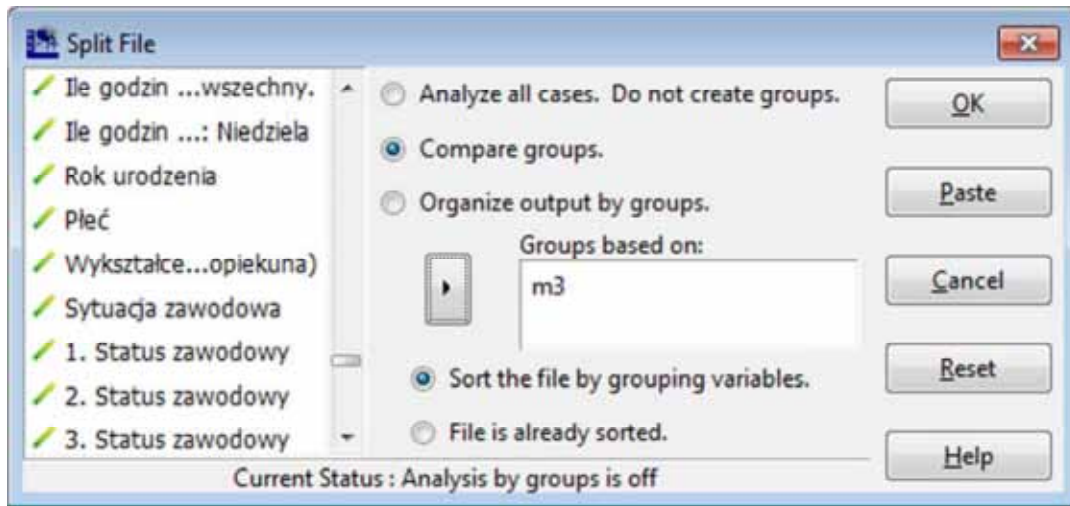 Split File
Ile godzin ...wszechny.
Ile godzin ...: Niedziela
Rok urodzenia
Płeć
Wykształce...opiekuna)
Sytuacja zawodowa
1. Status zawodowy
2. Status zawodowy
3. Status zawodowy
Analyze all cases. Do not create groups.
Compare groups.
Organize output by groups.
Groups based on:
m3
Sort the file by grouping variables.
File is already sorted.
OK
Paste
Cancel
Reset
Help
Current Status : Analysis by groups is off